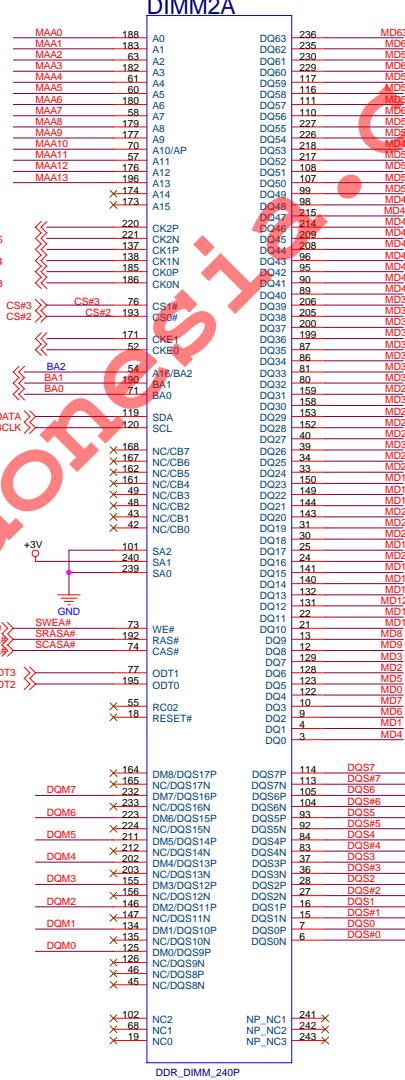 DIMM2A
MAA0 188 A0
MAA1 183 A1
MAA2 63 A2
MAA3 182 A3
MAA4 61 A4
MAA5 60 A5
MAA6 180 A6
MAA7 58 A7
MAA8 179 A8
MAA9 177 A9
MAA10 70 A10/AP
MAA11 57 A11
MAA12 176 A12
MAA13 196 A13
174 A14
173 A15
220 CK2P
221 CK2N
137 CK1P
138 CK1N
185 CK0P
186 CK0N
CS#3 CS#3 76 CS1#
CS#2 CS#2 193 CS0#
171 CKE1
52 CKE0
BA2 54 A16/BA2
BA1 190 BA1
BA0 71 BA0
DATA 119 SDA
BCLK 120 SCL
168 NC/CB7
167 NC/CB6
162 NC/CB5
161 NC/CB4
49 NC/CB3
48 NC/CB2
43 NC/CB1
42 NC/CB0
+3V
101 SA2
240 SA1
239 SA0
GND
SWEA# 73 WE#
SRASA# 192 RAS#
SCASA# 74 CAS#
DT3 77 ODT1
DT2 195 ODT0
55 RC02
18 RESET#
164 DM8/DQS17P
165 NC/DQS17N
DQM7 232 DM7/DQS16P
233 NC/DQS16N
DQM6 223 DM6/DQS15P
224 NC/DQS15N
DQM5 211 DM5/DQS14P
212 NC/DQS14N
DQM4 202 DM4/DQS13P
203 NC/DQS13N
DQM3 155 DM3/DQS12P
156 NC/DQS12N
DQM2 146 DM2/DQS11P
147 NC/DQS11N
DQM1 134 DM1/DQS10P
135 NC/DQS10N
DQM0 125 DM0/DQS9P
126 NC/DQS9N
46 NC/DQS8P
45 NC/DQS8N
102 NC2
68 NC1
19 NC0
DQ63 236 MD63
DQ62 235
DQ61 230
DQ60 229
DQ59 117
DQ58 116
DQ57 111
DQ56 110
DQ55 227
DQ54 226
DQ53 218
DQ52 217
DQ51 108
DQ50 107
DQ49 99
DQ48 98
DQ47 215
DQ46 214
DQ45 209
DQ44 208
DQ43 96
DQ42 95
DQ41 90
DQ40 89
DQ39 206
DQ38 205
DQ37 200
DQ36 199
DQ35 87
DQ34 86
DQ33 81
DQ32 80
DQ31 159
DQ30 158
DQ29 153
DQ28 152
DQ27 40
DQ26 39
DQ25 34
DQ24 33
DQ23 150
DQ22 149
DQ21 144
DQ20 143
DQ19 31
DQ18 30
DQ17 25
DQ16 24
DQ15 141
DQ14 140
DQ13 132
DQ12 131 MD12
DQ11 22
DQ10 21
DQ9 13 MD8
DQ8 12 MD9
DQ7 129 MD3
DQ6 128 MD2
DQ5 123 MD5
DQ4 122 MD0
DQ3 10 MD7
DQ2 9 MD6
DQ1 4 MD1
DQ0 3 MD4
DQS7P 114 DQS7
DQS7N 113 DQS#7
DQS6P 105 DQS6
DQS6N 104 DQS#6
DQS5P 93 DQS5
DQS5N 92 DQS#5
DQS4P 84 DQS4
DQS4N 83 DQS#4
DQS3P 37 DQS3
DQS3N 36 DQS#3
DQS2P 28 DQS2
DQS2N 27 DQS#2
DQS1P 16 DQS1
DQS1N 15 DQS#1
DQS0P 7 DQS0
DQS0N 6 DQS#0
NP_NC1 241
NP_NC2 242
NP_NC3 243
DDR_DIMM_240P
onesia.